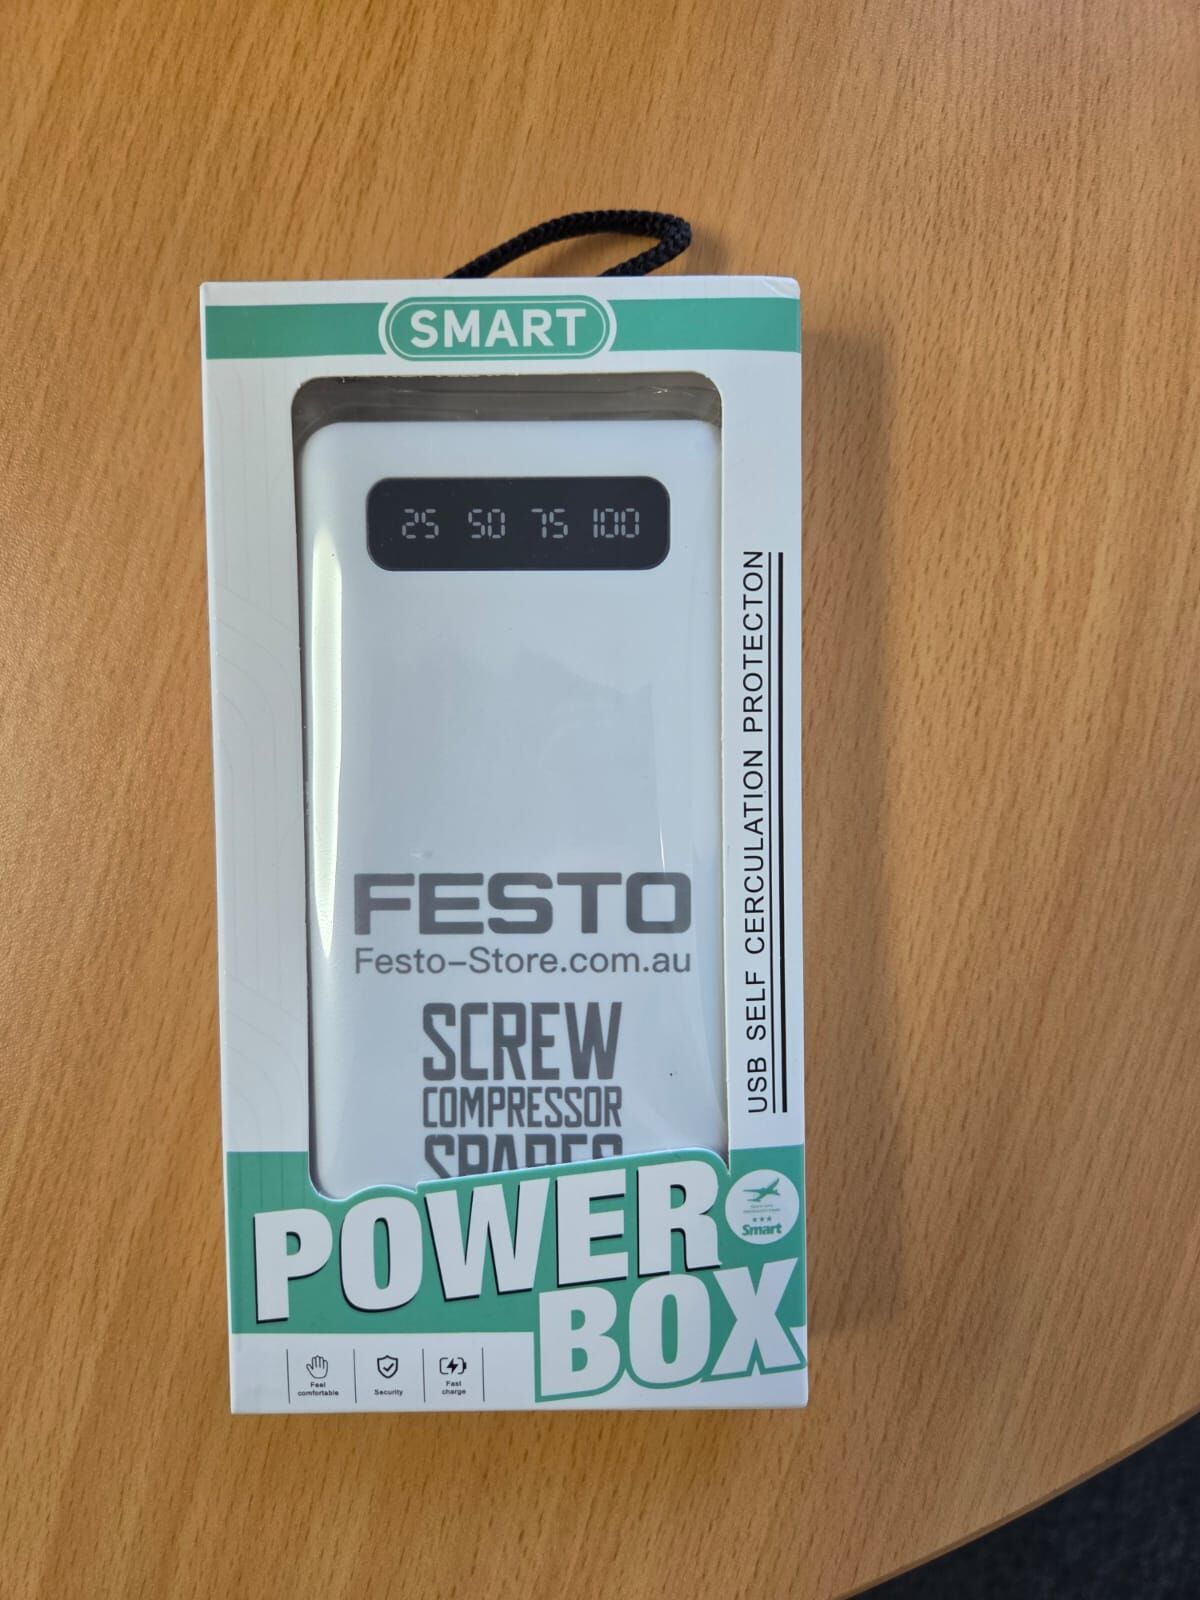 SMART
25 50 75 100
FESTO
Festo-Store.com.au
SCREW
COMPRESSOR
SPARES
USB SELF CERCULATION PROTECTON
POWER
BOX
Smart
Feel
comfortable
Security
Fast
charge